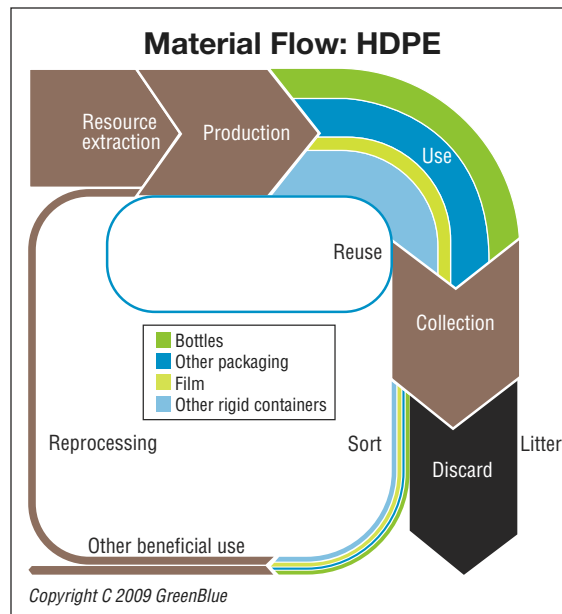 Material Flow: HDPE
Resource
extraction
Production
Use
Reuse
Collection
Bottles
Other packaging
Film
Other rigid containers
Reprocessing
Sort
Discard
Litter
Other beneficial use
Copyright C 2009 GreenBlue